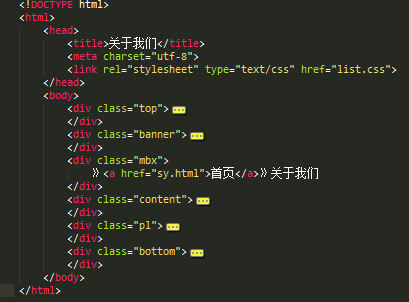 <!DOCTYPE html>
<html>
<head>
<title>关于我们</title>
<meta charset="utf-8">
<link rel="stylesheet" type="text/css" href="list.css">
</head>
<body>
<div class="top">
</div>
<div class="banner">
</div>
<div class="mbx">
》<a href="sy.html">首页</a>》关于我们
</div>
<div class="content">
</div>
<div class="pl">
</div>
<div class="bottom">
</div>
</body>
</html>